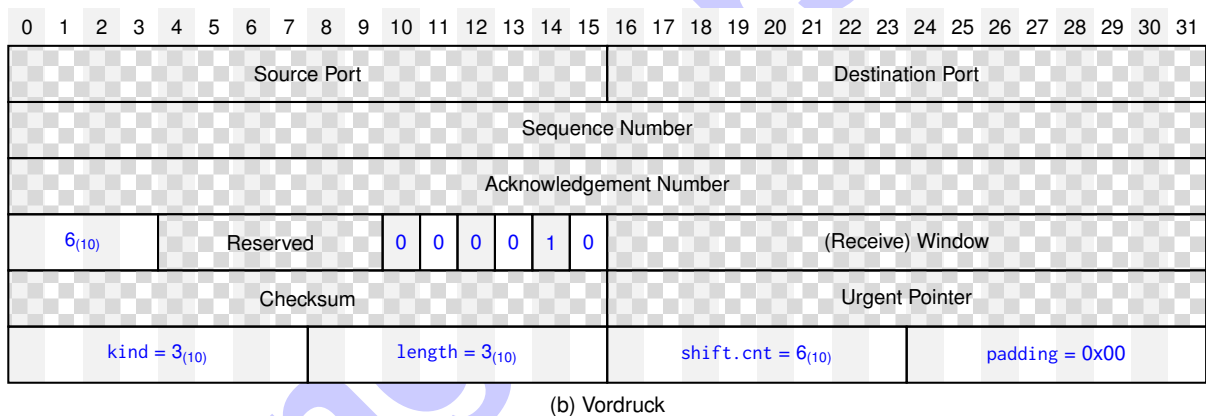 0 1 2 3 4 5 6 7 8 9 10 11 12 13 14 15 16 17 18 19 20 21 22 23 24 25 26 27 28 29 30 31
Source Port Destination Port
Sequence Number
Acknowledgement Number
6(10) Reserved 0 0 0 0 1 0 (Receive) Window
Checksum Urgent Pointer
kind = 3(10) length = 3(10) shift.cnt = 6(10) padding = 0x00
(b) Vordruck